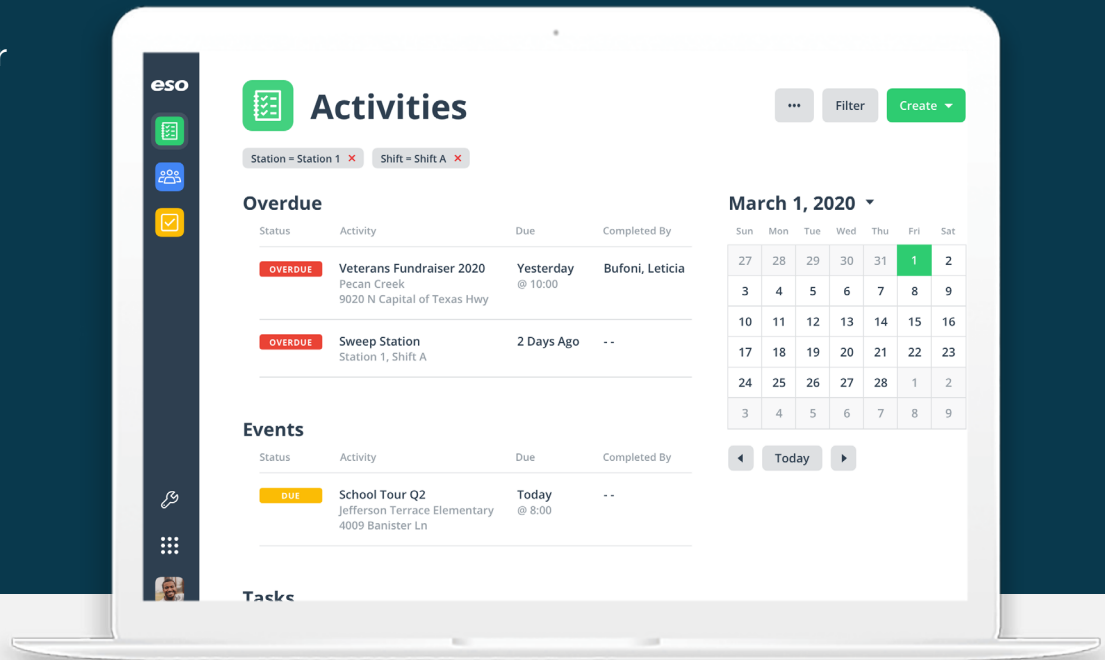 eso
Activities
••• Filter Create
Station = Station 1 × Shift = Shift A ×
Overdue
Status Activity Due Completed By
OVERDUE Veterans Fundraiser 2020 Yesterday Bufoni, Leticia
Pecan Creek @ 10:00
9020 N Capital of Texas Hwy
OVERDUE Sweep Station 2 Days Ago - -
Station 1, Shift A
Events
Status Activity Due Completed By
DUE School Tour Q2 Today - -
Jefferson Terrace Elementary @ 8:00
4009 Banister Ln
Tasks
March 1, 2020
Sun Mon Tue Wed Thu Fri Sat
27 28 29 30 31 1 2
3 4 5 6 7 8 9
10 11 12 13 14 15 16
17 18 19 20 21 22 23
24 25 26 27 28 1 2
3 4 5 6 7 8 9
Today